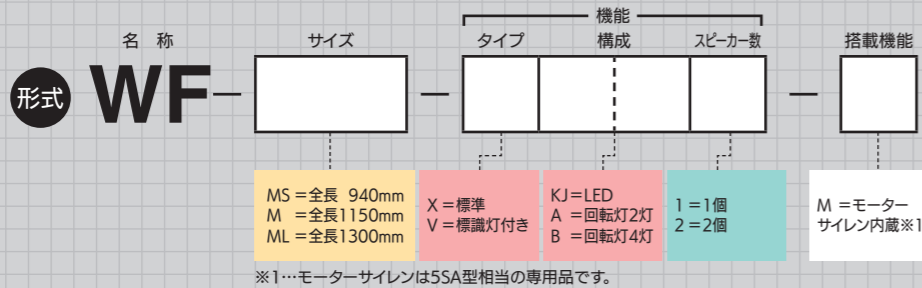 機能
名 称
サイズ
タイプ
構成
スピーカー数
搭載機能
形式 WF− − −
MS =全長 940mm
M =全長1150mm
ML =全長1300mm
X =標準
V =標識灯付き
KJ=LED
A =回転灯2灯
B =回転灯4灯
1 =1個
2 =2個
M =モーター
サイレン内蔵※1
※1…モーターサイレンは5SA型相当の専用品です。